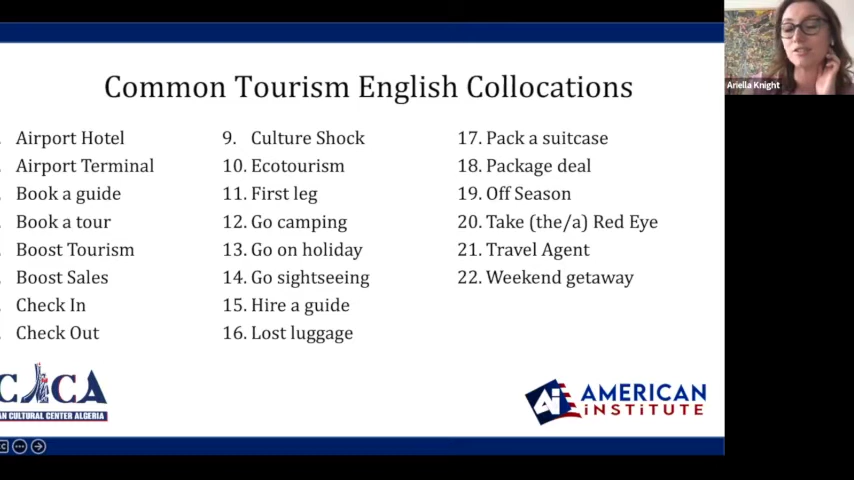 Common Tourism English Collocations
Airport Hotel
Airport Terminal
Book a guide
Book a tour
Boost Tourism
Boost Sales
Check In
Check Out
9. Culture Shock
10. Ecotourism
11. First leg
12. Go camping
13. Go on holiday
14. Go sightseeing
15. Hire a guide
16. Lost luggage
17. Pack a suitcase
18. Package deal
19. Off Season
20. Take (the/a) Red Eye
21. Travel Agent
22. Weekend getaway
Ariella Knight
CACA
AN CULTURAL CENTER ALGERIA
Ai AMERICAN
INSTITUTE